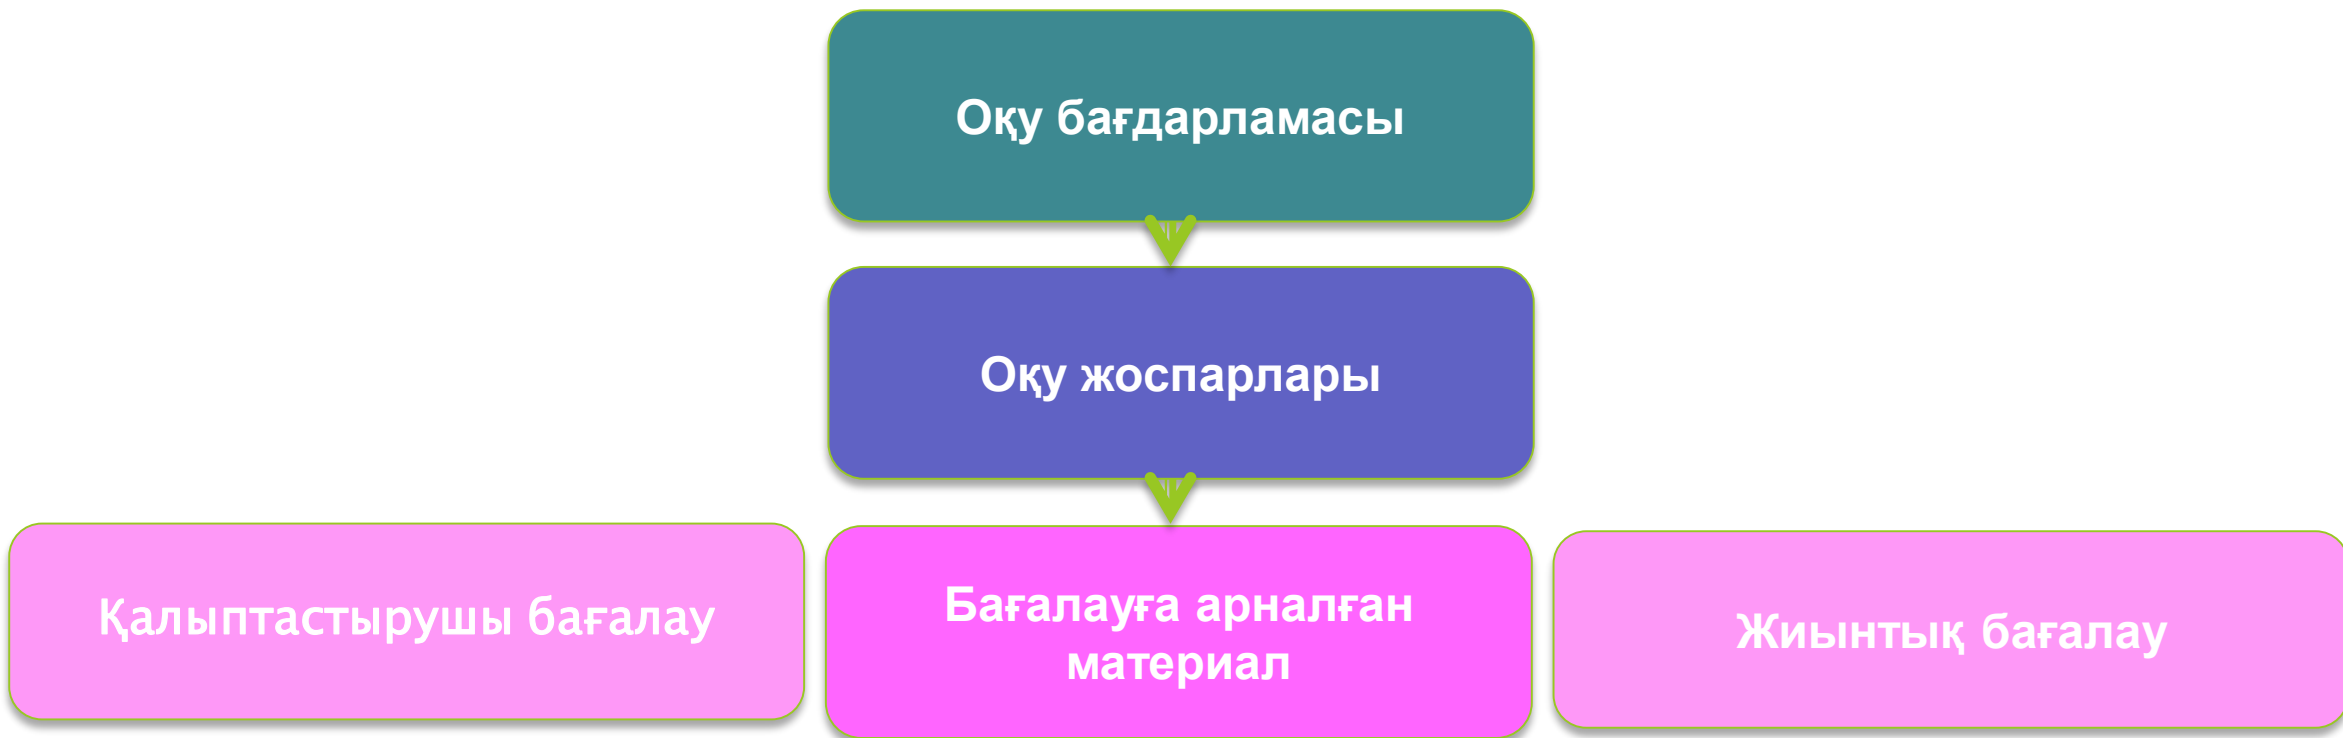 Оқу бағдарламасы
Оқу жоспарлары
Қалыптастырушы бағалау
Бағалауға арналған
материал
Жиынтық бағалау